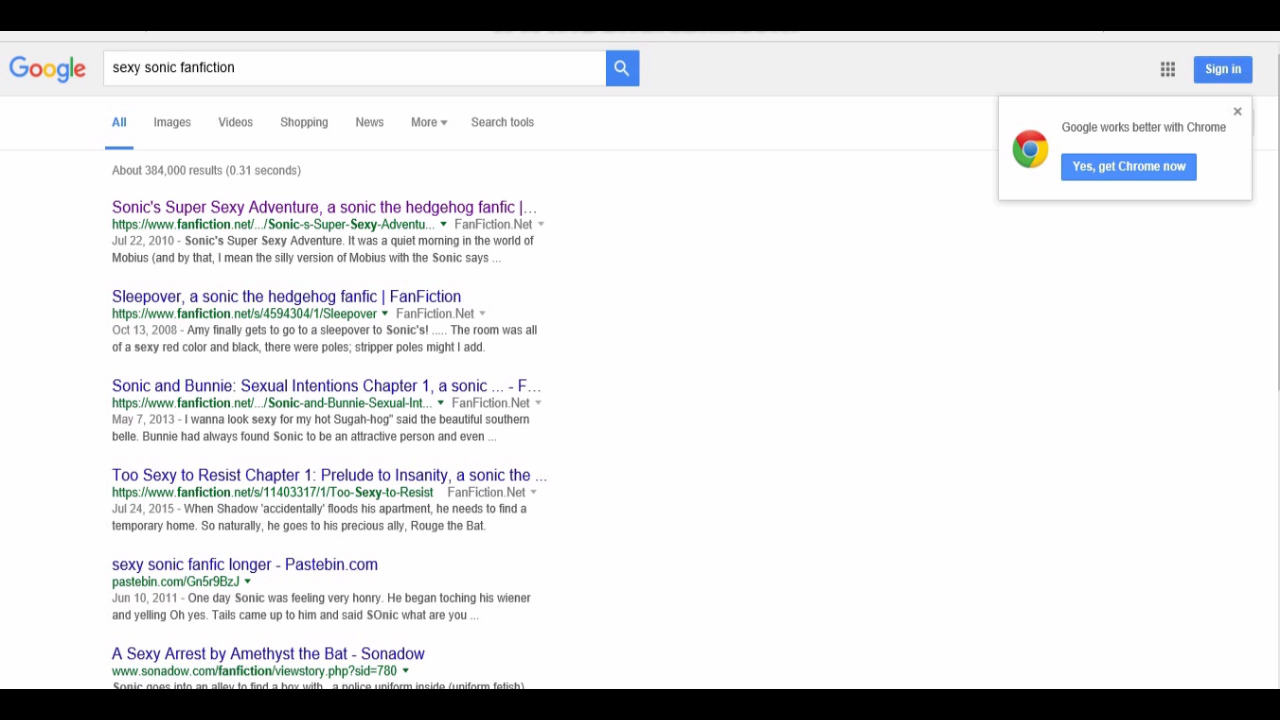 Google
sexy sonic fanfiction
Sign in
All Images Videos Shopping News More Search tools
Google works better with Chrome
Yes, get Chrome now
About 384,000 results (0.31 seconds)
Sonic's Super Sexy Adventure, a sonic the hedgehog fanfic |...
https://www.fanfiction.net/.../Sonic-s-Super-Sexy-Adventu... FanFiction.Net
Jul 22, 2010 - Sonic's Super Sexy Adventure. It was a quiet morning in the world of
Mobius (and by that, I mean the silly version of Mobius with the Sonic says ...
Sleepover, a sonic the hedgehog fanfic | FanFiction
https://www.fanfiction.net/s/4594304/1/Sleepover FanFiction.Net
Oct 13, 2008 - Amy finally gets to go to a sleepover to Sonic's! ..... The room was all
of a sexy red color and black, there were poles; stripper poles might I add.
Sonic and Bunnie: Sexual Intentions Chapter 1, a sonic ... - F...
https://www.fanfiction.net/.../Sonic-and-Bunnie-Sexual-Int... FanFiction.Net
May 7, 2013 - I wanna look sexy for my hot Sugah-hog" said the beautiful southern
belle. Bunnie had always found Sonic to be an attractive person and even ...
Too Sexy to Resist Chapter 1: Prelude to Insanity, a sonic the ...
https://www.fanfiction.net/s/11403317/1/Too-Sexy-to-Resist FanFiction.Net
Jul 24, 2015 - When Shadow 'accidentally' floods his apartment, he needs to find a
temporary home. So naturally, he goes to his precious ally, Rouge the Bat.
sexy sonic fanfic longer - Pastebin.com
pastebin.com/Gn5r9BzJ
Jun 10, 2011 - One day Sonic was feeling very honry. He began toching his wiener
and yelling Oh yes. Tails came up to him and said SOnic what are you ...
A Sexy Arrest by Amethyst the Bat - Sonadow
www.sonadow.com/fanfiction/viewstory.php?sid=780
Sonic goes into an alley to find a box with.. a police uniform inside (uniform fetish)